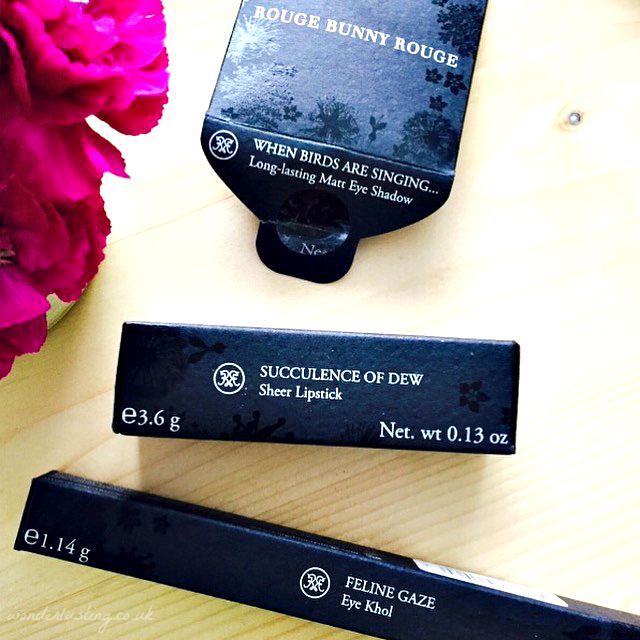 ROUGE BUNNY ROUGE
WHEN BIRDS ARE SINGING...
Long-lasting Matt Eye Shadow
SUCCULENCE OF DEW
Sheer Lipstick
℮3.6 g
Net. wt 0.13 oz
℮1.14 g
FELINE GAZE
Eye Khol
wonderlusting.co.uk